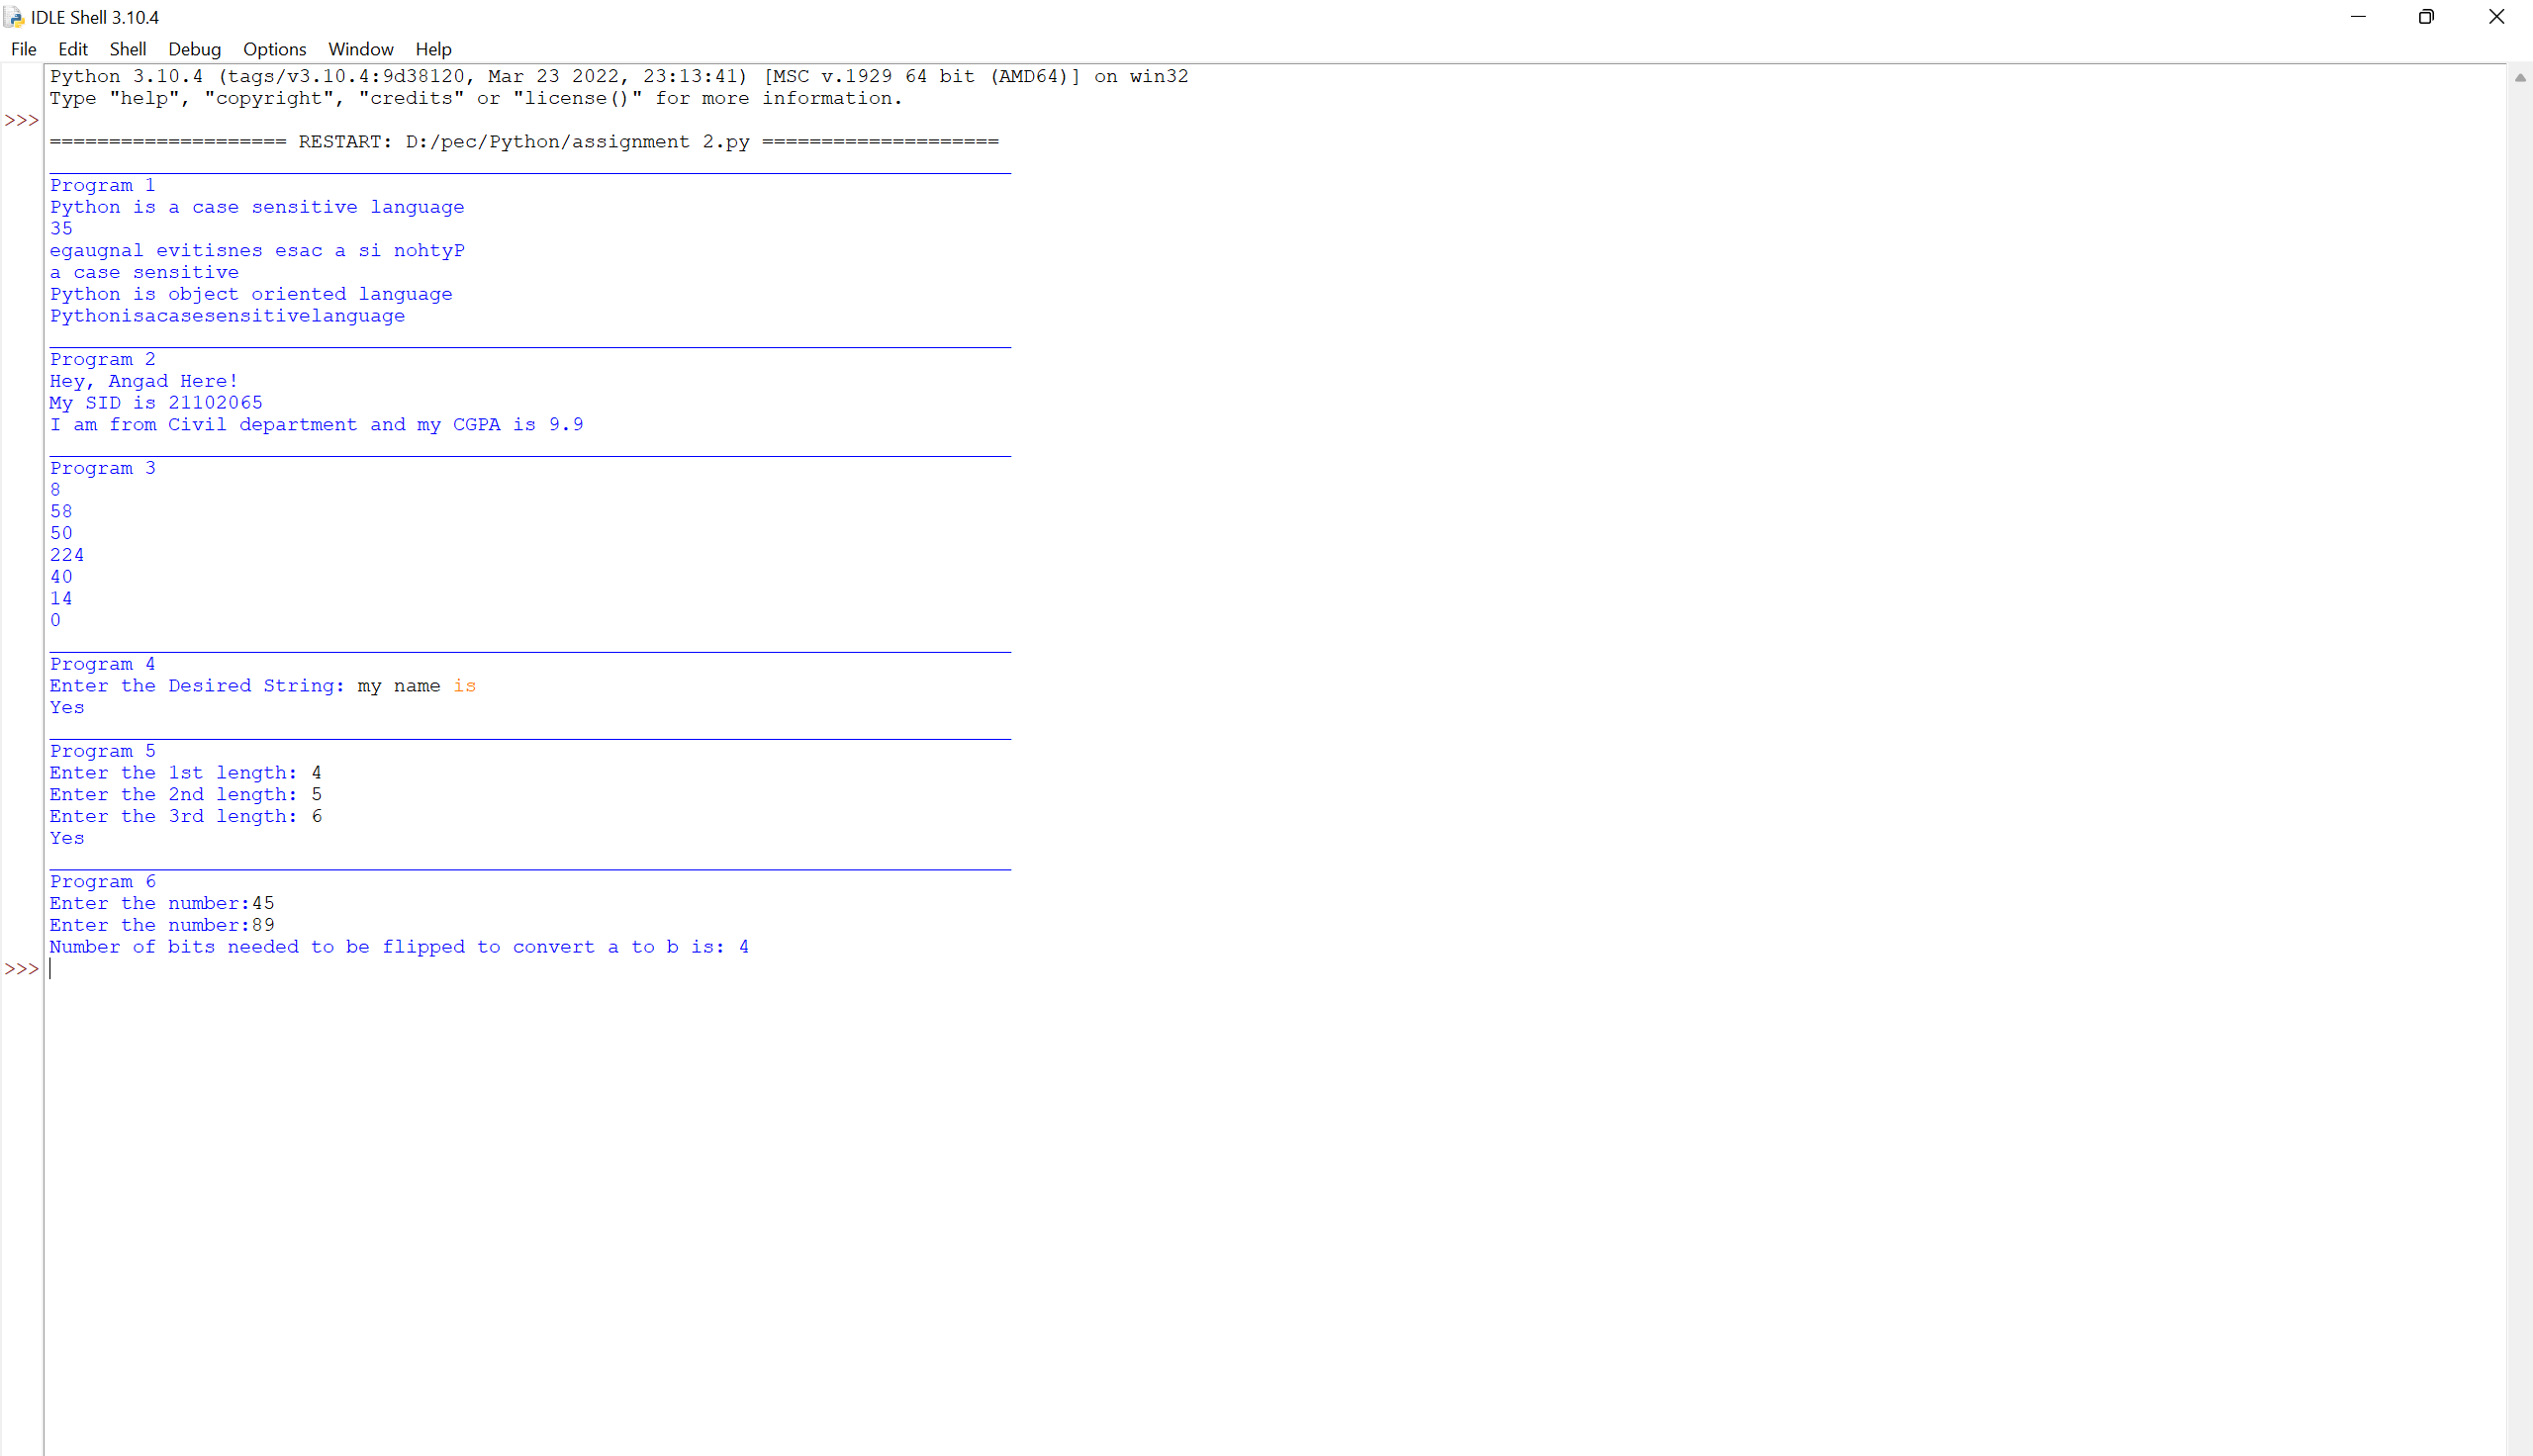 IDLE Shell 3.10.4
File Edit Shell Debug Options Window Help
Python 3.10.4 (tags/v3.10.4:9d38120, Mar 23 2022, 23:13:41) [MSC v.1929 64 bit (AMD64)] on win32
Type "help", "copyright", "credits" or "license()" for more information.
>>>
==================== RESTART: D:/pec/Python/assignment 2.py ====================
Program 1
Python is a case sensitive language
35
egaugnal evitisnes esac a si nohtyP
a case sensitive
Python is object oriented language
Pythonisacasesensitivelanguage
Program 2
Hey, Angad Here!
My SID is 21102065
I am from Civil department and my CGPA is 9.9
Program 3
8
58
50
224
40
14
0
Program 4
Enter the Desired String: my name is
Yes
Program 5
Enter the 1st length: 4
Enter the 2nd length: 5
Enter the 3rd length: 6
Yes
Program 6
Enter the number:45
Enter the number:89
Number of bits needed to be flipped to convert a to b is: 4
>>>